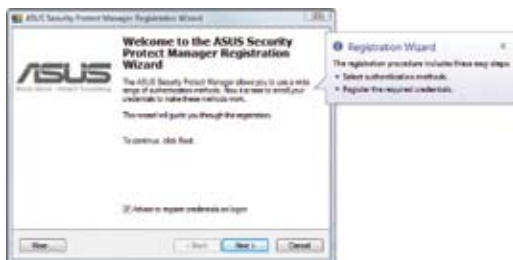 ASUS Security Protect Manager Registration Wizard
Welcome to the ASUS Security
Protect Manager Registration
Wizard
ASUS
The ASUS Security Protect Manager allows you to use a wide
range of authentication methods. Now it is time to enroll your
credentials to make these methods work.
This wizard will guide you through the registration.
To continue, click Next.
to register credentials at logon
< Back
Next >
Cancel
Registration Wizard
The registration procedure includes these easy steps:
• Select authentication methods.
• Register the required credentials.